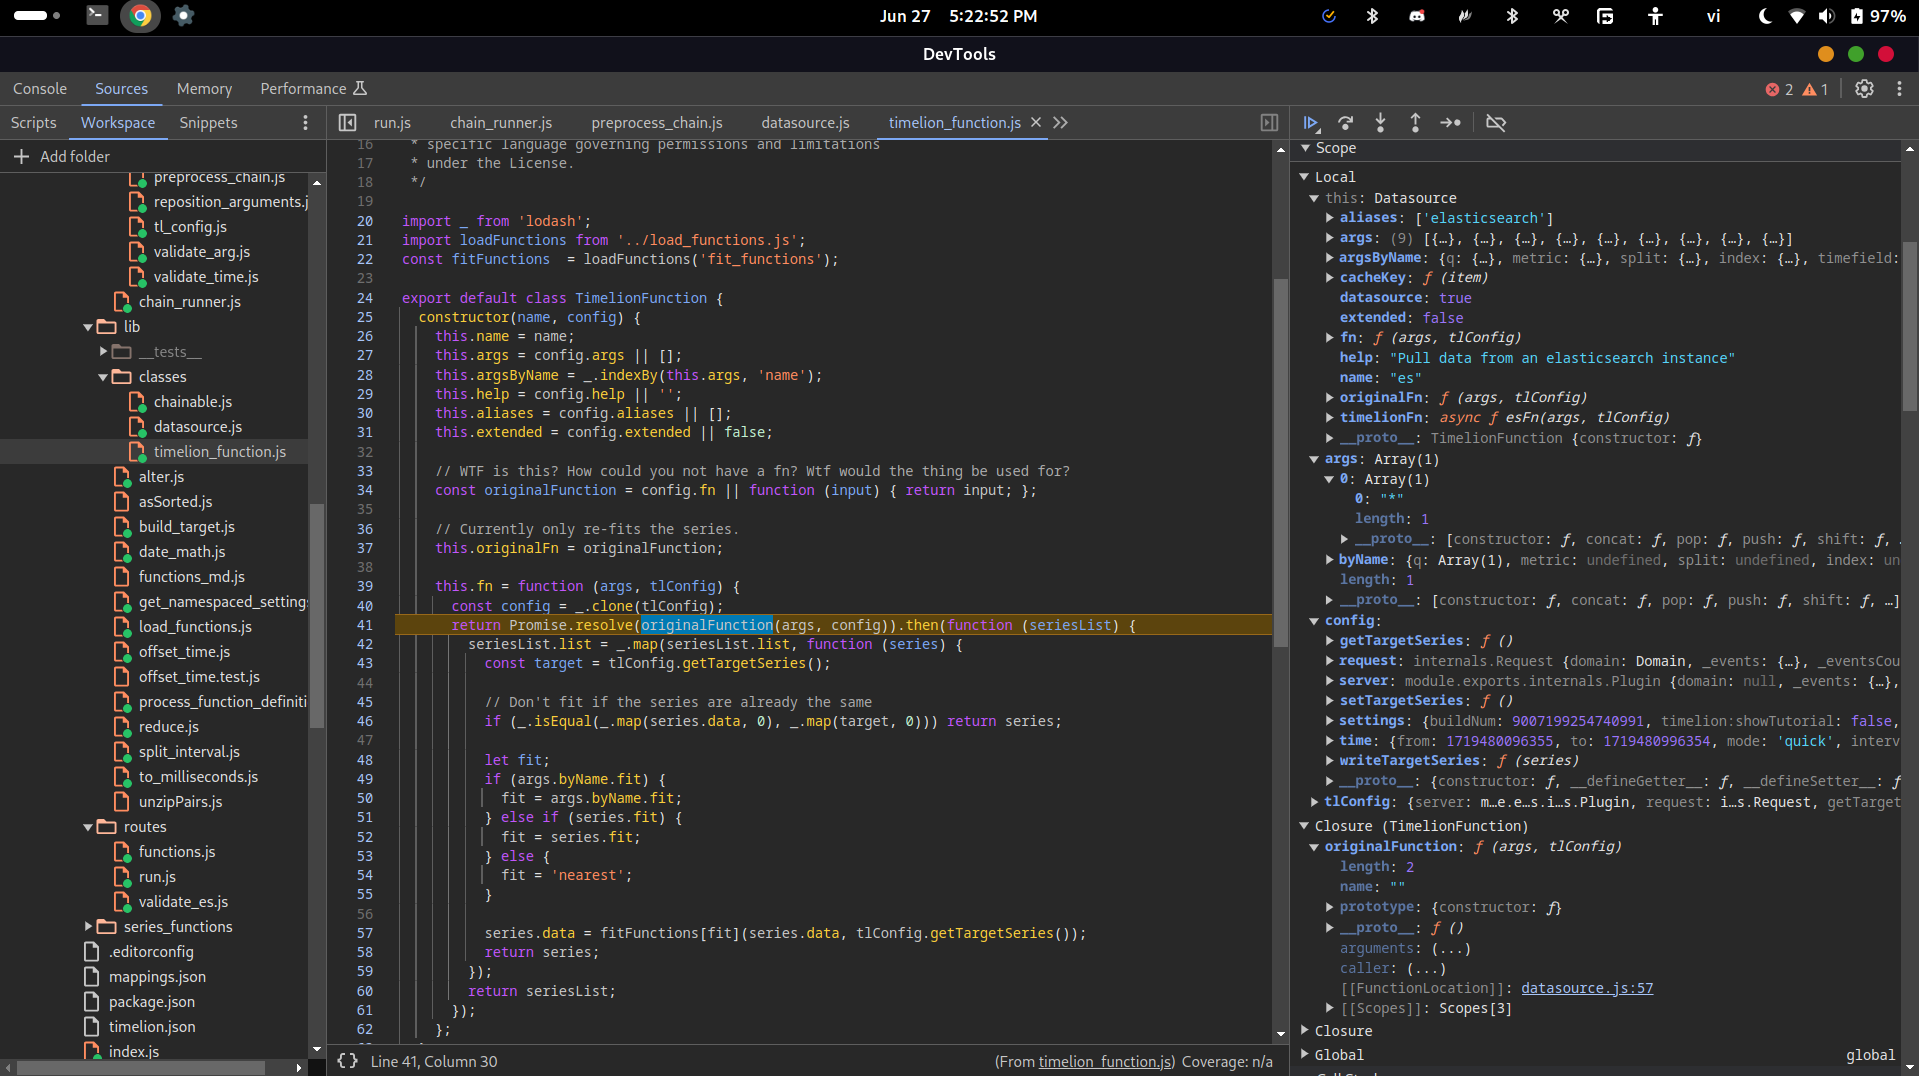 Jun 27 5:22:52 PM
vi
97%
DevTools
Console Sources Memory Performance
2 1
Scripts Workspace Snippets
Add folder
preprocess_chain.js
reposition_arguments.j
tl_config.js
validate_arg.js
validate_time.js
chain_runner.js
lib
__tests__
classes
chainable.js
datasource.js
timelion_function.js
alter.js
asSorted.js
build_target.js
date_math.js
functions_md.js
get_namespaced_setting
load_functions.js
offset_time.js
offset_time.test.js
process_function_definiti
reduce.js
split_interval.js
to_milliseconds.js
unzipPairs.js
routes
functions.js
run.js
validate_es.js
series_functions
.editorconfig
mappings.json
package.json
timelion.json
index.js
run.js chain_runner.js preprocess_chain.js datasource.js timelion_function.js
16 * specific language governing permissions and limitations
17 * under the License.
18 */
19
20 import _ from 'lodash';
21 import loadFunctions from '../load_functions.js';
22 const fitFunctions  = loadFunctions('fit_functions');
23
24 export default class TimelionFunction {
25 constructor(name, config) {
26 this.name = name;
27 this.args = config.args || [];
28 this.argsByName = _.indexBy(this.args, 'name');
29 this.help = config.help || '';
30 this.aliases = config.aliases || [];
31 this.extended = config.extended || false;
32
33 // WTF is this? How could you not have a fn? Wtf would the thing be used for?
34 const originalFunction = config.fn || function (input) { return input; };
35
36 // Currently only re-fits the series.
37 this.originalFn = originalFunction;
38
39 this.fn = function (args, tlConfig) {
40 const config = _.clone(tlConfig);
41 return Promise.resolve(originalFunction(args, config)).then(function (seriesList) {
42 seriesList.list = _.map(seriesList.list, function (series) {
43 const target = tlConfig.getTargetSeries();
44
45 // Don't fit if the series are already the same
46 if (_.isEqual(_.map(series.data, 0), _.map(target, 0))) return series;
47
48 let fit;
49 if (args.byName.fit) {
50 fit = args.byName.fit;
51 } else if (series.fit) {
52 fit = series.fit;
53 } else {
54 fit = 'nearest';
55 }
56
57 series.data = fitFunctions[fit](series.data, tlConfig.getTargetSeries());
58 return series;
59 });
60 return seriesList;
61 });
62 };
{} Line 41, Column 30 (From timelion_function.js) Coverage: n/a
Scope
Local
this: Datasource
aliases: ['elasticsearch']
args: (9) [{…}, {…}, {…}, {…}, {…}, {…}, {…}, {…}, {…}]
argsByName: {q: {…}, metric: {…}, split: {…}, index: {…}, timefield:
cacheKey: ƒ (item)
datasource: true
extended: false
fn: ƒ (args, tlConfig)
help: "Pull data from an elasticsearch instance"
name: "es"
originalFn: ƒ (args, tlConfig)
timelionFn: async ƒ esFn(args, tlConfig)
__proto__: TimelionFunction {constructor: ƒ}
args: Array(1)
0: Array(1)
0: "*"
length: 1
__proto__: [constructor: ƒ, concat: ƒ, pop: ƒ, push: ƒ, shift: ƒ, …
byName: {q: Array(1), metric: undefined, split: undefined, index: un
length: 1
__proto__: [constructor: ƒ, concat: ƒ, pop: ƒ, push: ƒ, shift: ƒ, …]
config:
getTargetSeries: ƒ ()
request: internals.Request {domain: Domain, _events: {…}, _eventsCou
server: module.exports.internals.Plugin {domain: null, _events: {…},
setTargetSeries: ƒ ()
settings: {buildNum: 9007199254740991, timelion:showTutorial: false,
time: {from: 1719480096355, to: 1719480996354, mode: 'quick', interv
writeTargetSeries: ƒ (series)
__proto__: {constructor: ƒ, __defineGetter__: ƒ, __defineSetter__: ƒ
tlConfig: {server: m…e.e…s.i…s.Plugin, request: i…s.Request, getTarget
Closure (TimelionFunction)
originalFunction: ƒ (args, tlConfig)
length: 2
name: ""
prototype: {constructor: ƒ}
__proto__: ƒ ()
arguments: (...)
caller: (...)
[[FunctionLocation]]: datasource.js:57
[[Scopes]]: Scopes[3]
Closure
Global global